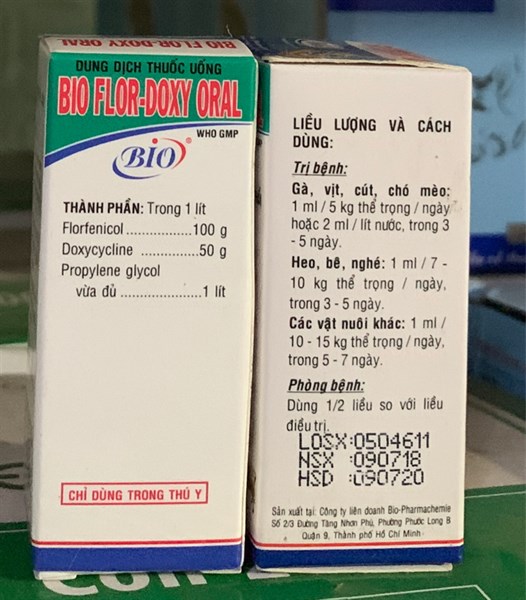 BIO FLOR-DOXY ORAL
DUNG DỊCH THUỐC UỐNG
BIO FLOR-DOXY ORAL
WHO GMP
BIO®
THÀNH PHẦN: Trong 1 lít
Florfenicol................100 g
Doxycycline ..............50 g
Propylene glycol
vừa đủ ....................1 lít
CHỈ DÙNG TRONG THÚ Y
LIỀU LƯỢNG VÀ CÁCH
DÙNG:
Trị bệnh:
Gà, vịt, cút, chó mèo:
1 ml / 5 kg thể trọng / ngày
hoặc 2 ml / lít nước, trong 3
- 5 ngày.
Heo, bê, nghé: 1 ml / 7 -
10 kg thể trọng / ngày,
trong 3 - 5 ngày.
Các vật nuôi khác: 1 ml /
10 - 15 kg thể trọng / ngày,
trong 5 - 7 ngày.
Phòng bệnh:
Dùng 1/2 liều so với liều
điều trị.
LOSX:0504611
NSX :090718
HSD :090720
Sản xuất tại: Công ty liên doanh Bio-Pharmachemie
Số 2/3 Đường Tăng Nhơn Phú, Phường Phước Long B
Quận 9, Thành phố Hồ Chí Minh